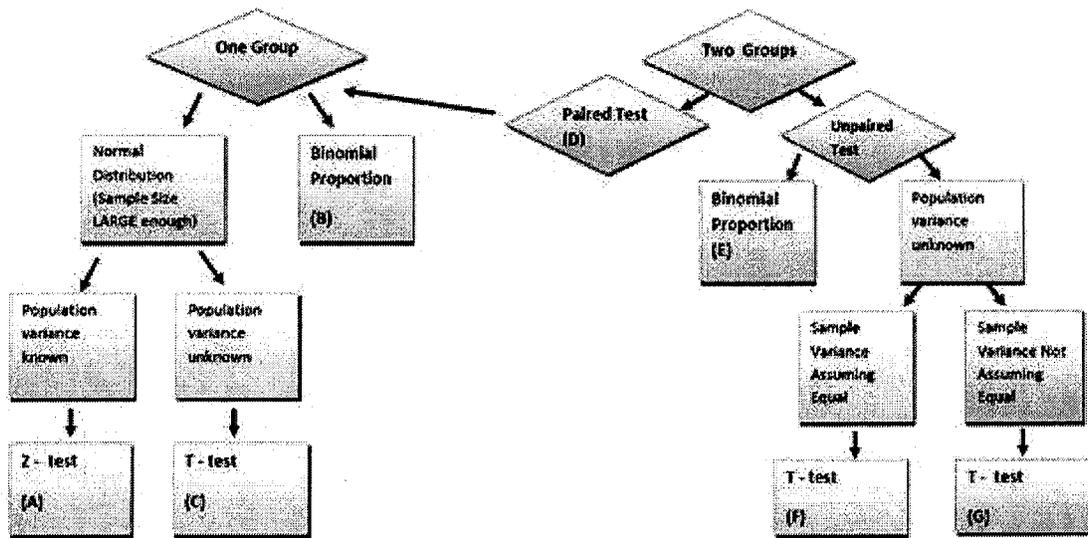 One Group
Two Groups
Paired Test
(D)
Unpaired
Test
Normal
Distribution
(Sample Size
LARGE enough)
Binomial
Proportion
(B)
Binomial
Proportion
(E)
Population
variance
unknown
Population
variance
known
Population
variance
unknown
Sample
Variance
Assuming
Equal
Sample
Variance Not
Assuming
Equal
Z - test
(A)
T - test
(C)
T - test
(F)
T - test
(G)